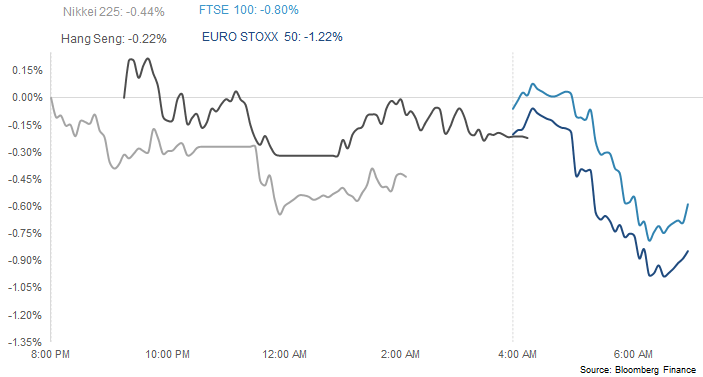 Nikkei 225: -0.44% FTSE 100: -0.80%
Hang Seng: -0.22% EURO STOXX 50: -1.22%
0.15%
0.00%
-0.15%
-0.30%
-0.45%
-0.60%
-0.75%
-0.90%
-1.05%
-1.20%
-1.35%
8:00 PM 10:00 PM 12:00 AM 2:00 AM 4:00 AM 6:00 AM
Source: Bloomberg Finance